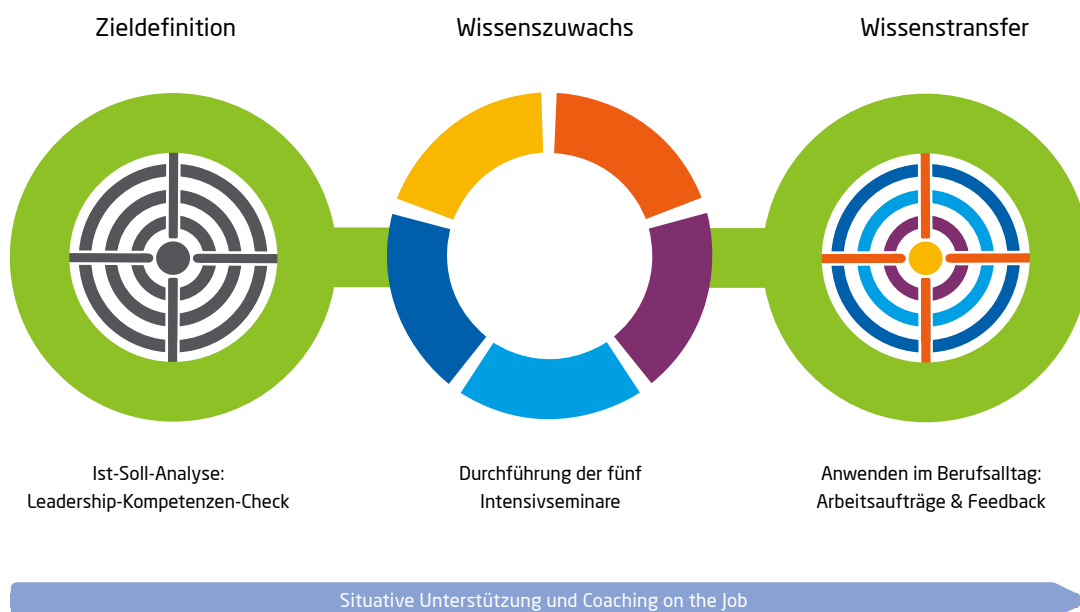 Zieldefinition
Wissenszuwachs
Wissenstransfer
Ist-Soll-Analyse:
Leadership-Kompetenzen-Check
Durchführung der fünf
Intensivseminare
Anwenden im Berufsalltag:
Arbeitsaufträge & Feedback
Situative Unterstützung und Coaching on the Job